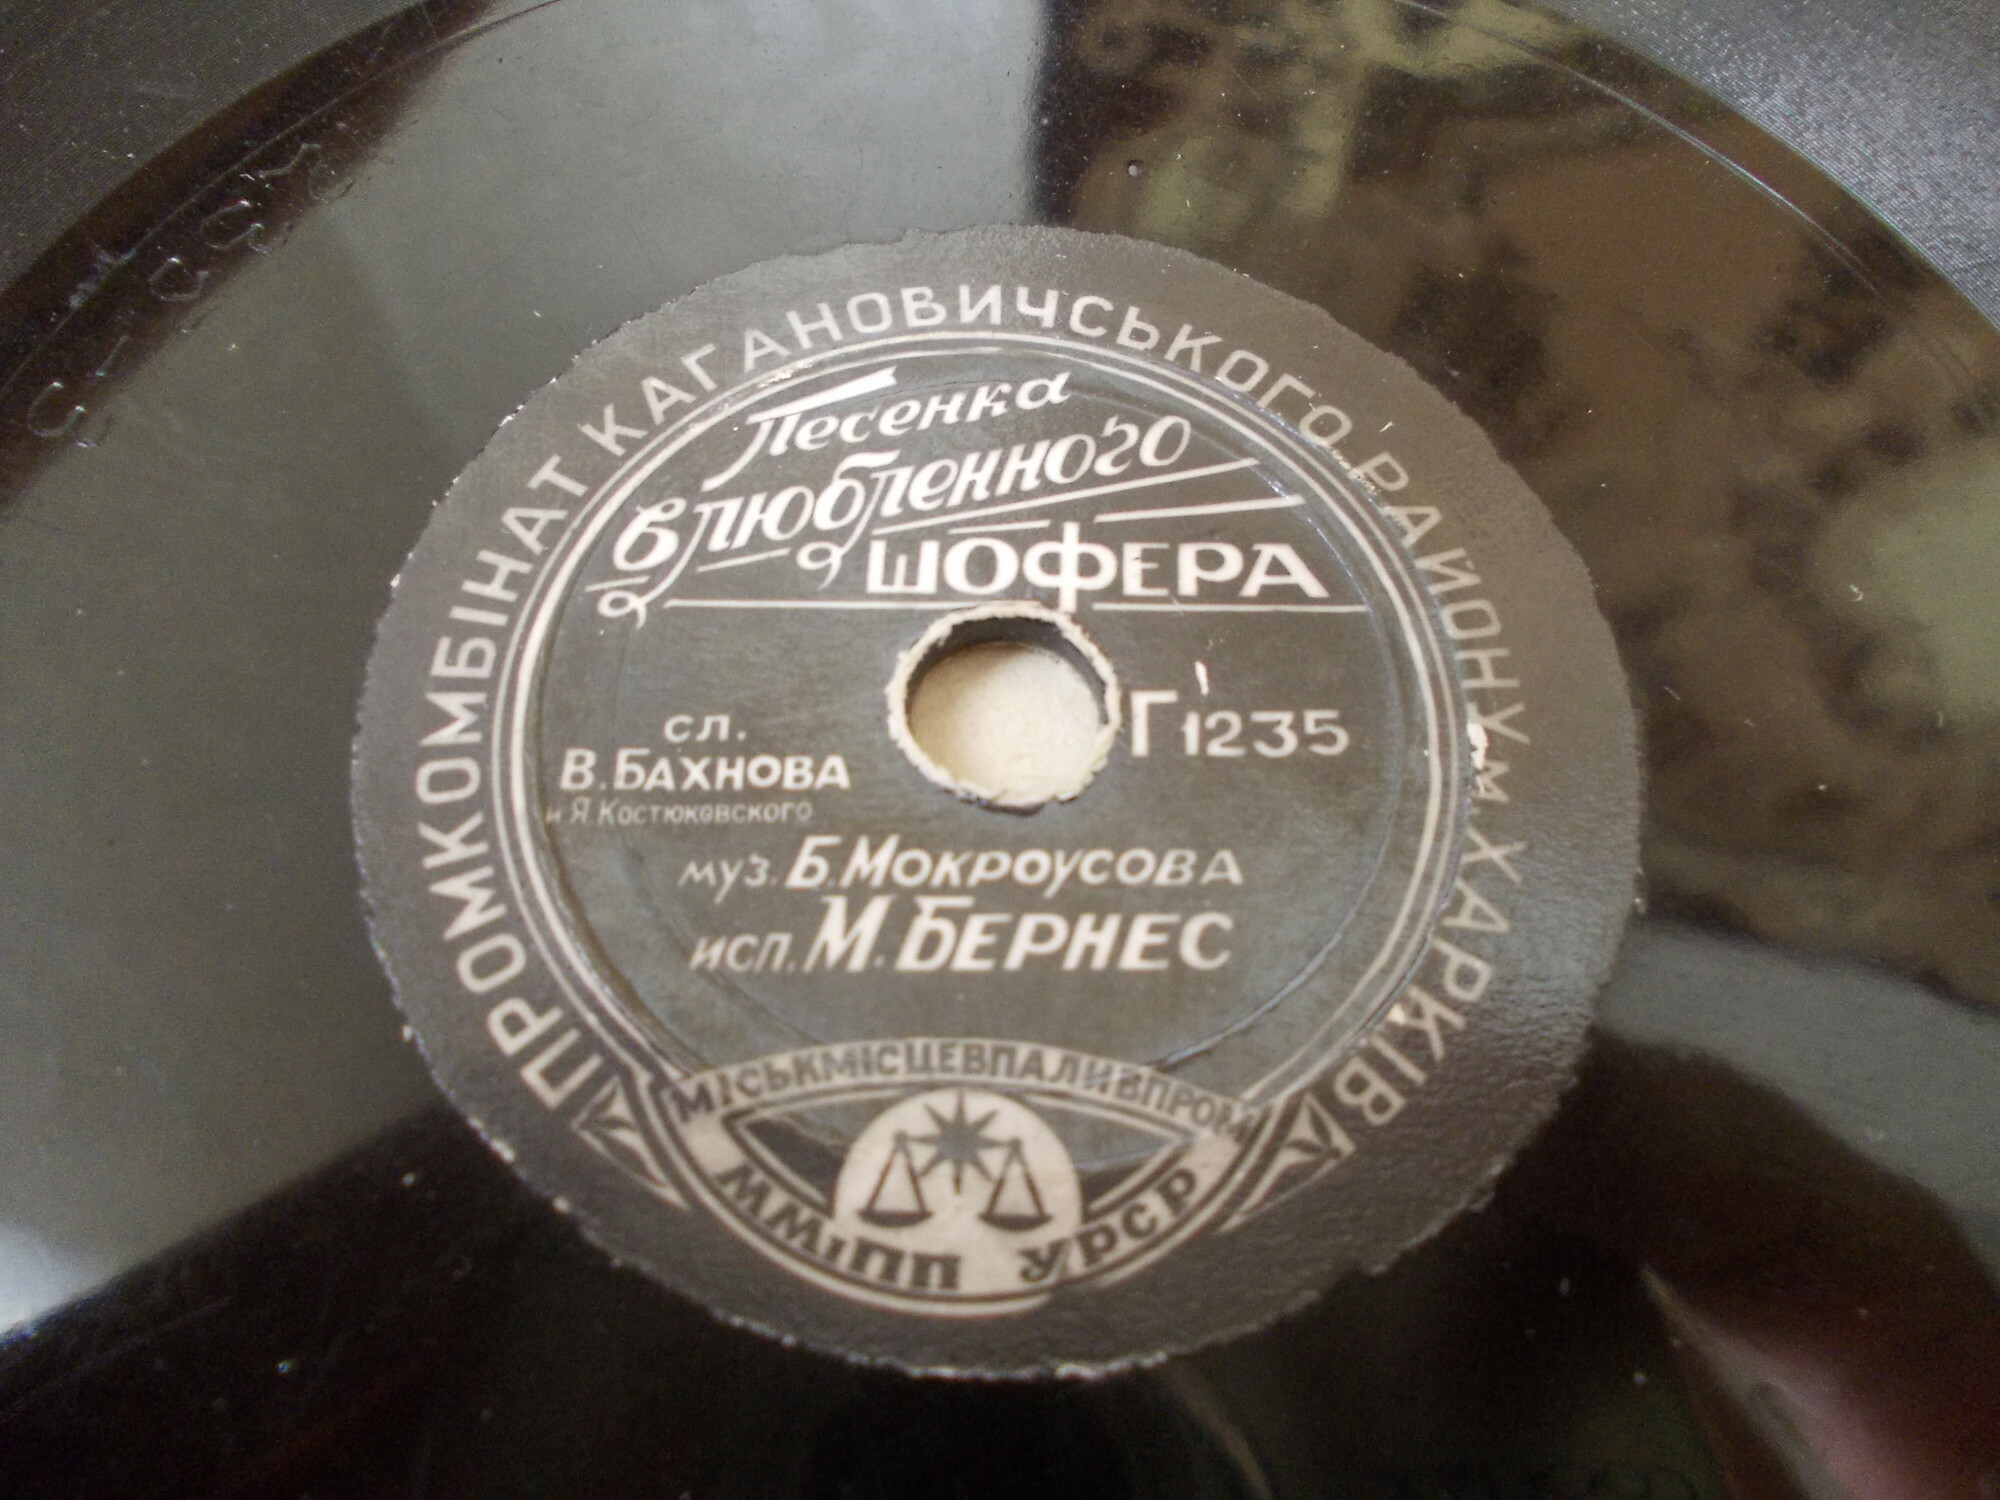 ПРОМКОМБІНАТ КАГАНОВИЧСЬКОГО РАЙОНУ м ХАРКІВ
Песенка
влюбленного
ШОФЕРА
Г 1235
сл.
В. БАХНОВА
и Я. Костюковского
муз. Б. МОКРОУСОВА
исп. М. БЕРНЕС
МІСЬКМІСЦЕВПАЛИВПРОМ
ММіПП УРСР